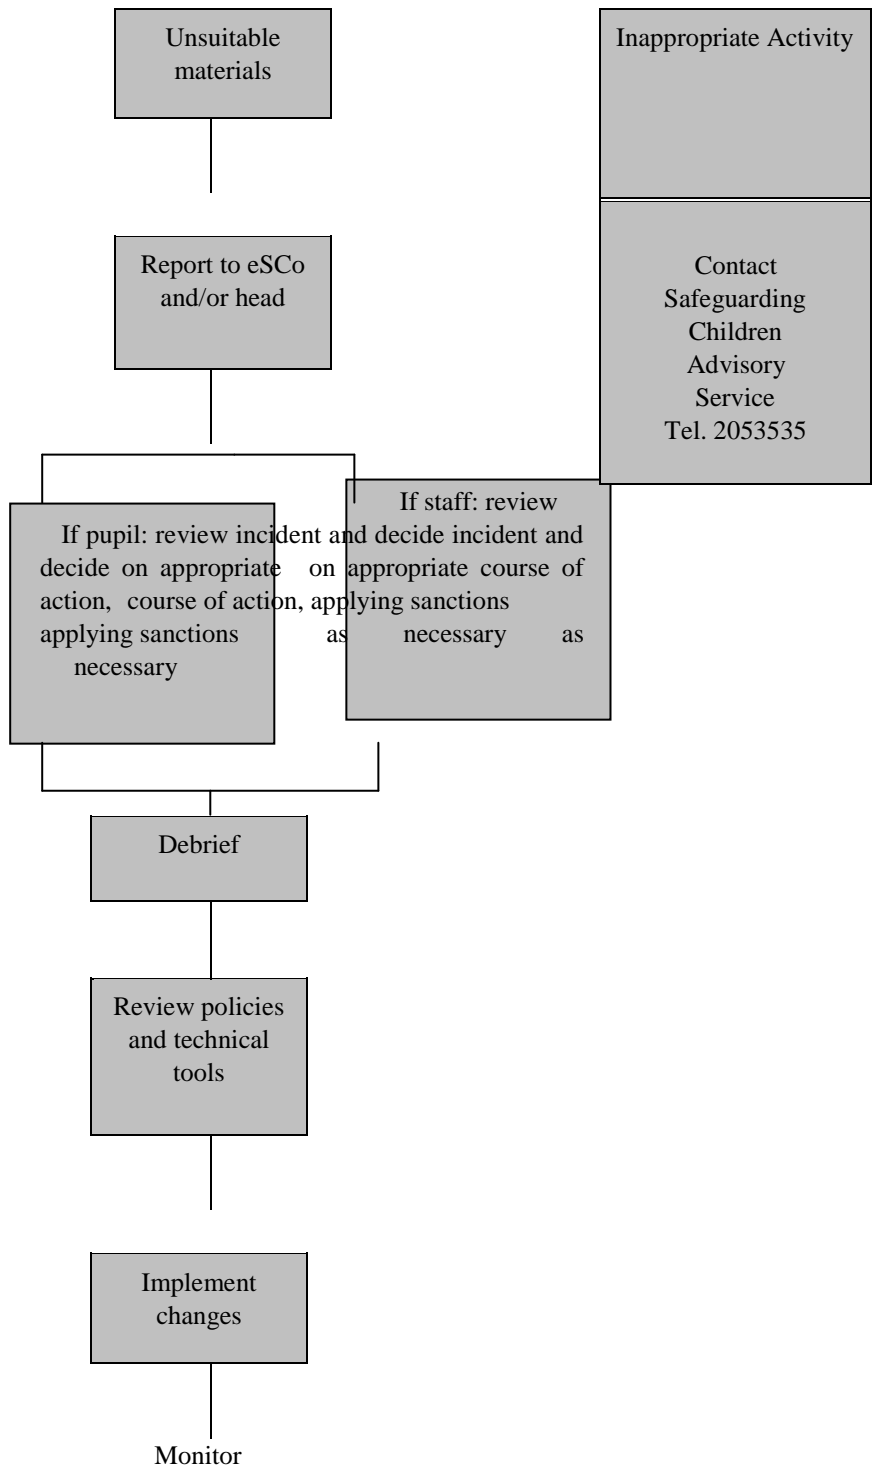 Unsuitable
materials
Inappropriate Activity
Report to eSCo
and/or head
Contact
Safeguarding
Children
Advisory
Service
Tel. 2053535
If staff: review
If pupil: review incident and decide incident and
decide on appropriate on appropriate course of
action, course of action, applying sanctions
applying sanctions as necessary as
necessary
Debrief
Review policies
and technical
tools
Implement
changes
Monitor